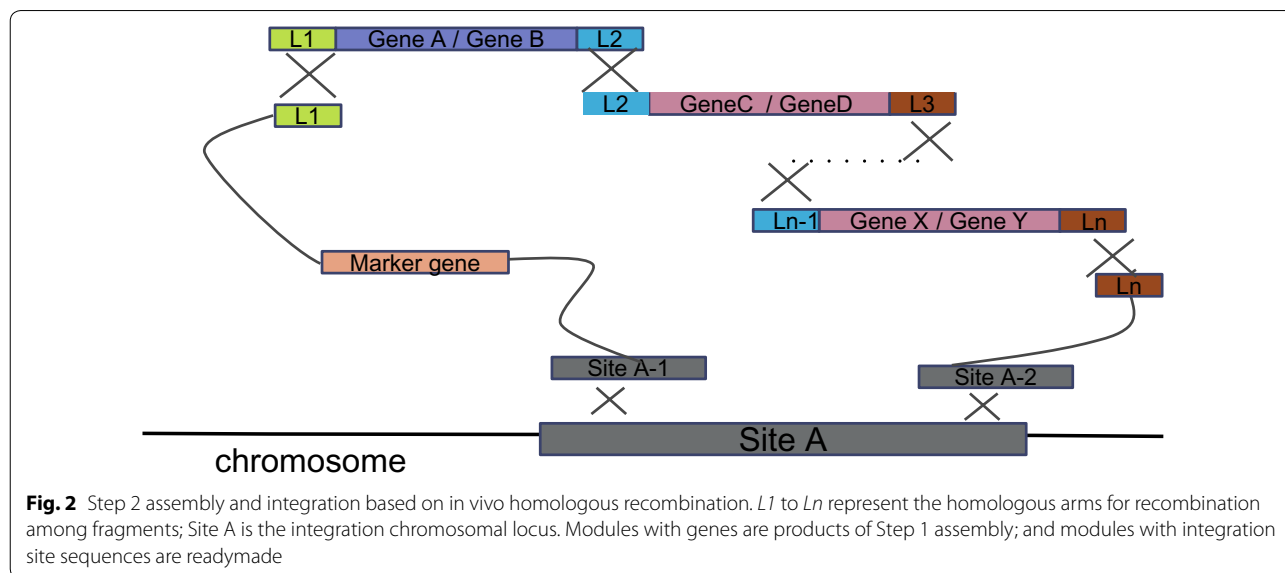 L1 Gene A / Gene B L2
L1 L2 GeneC / GeneD L3
Ln-1 Gene X / Gene Y Ln
Marker gene Ln
Site A-1 Site A-2
Site A
chromosome
Fig. 2 Step 2 assembly and integration based on in vivo homologous recombination. L1 to Ln represent the homologous arms for recombination
among fragments; Site A is the integration chromosomal locus. Modules with genes are products of Step 1 assembly; and modules with integration
site sequences are readymade